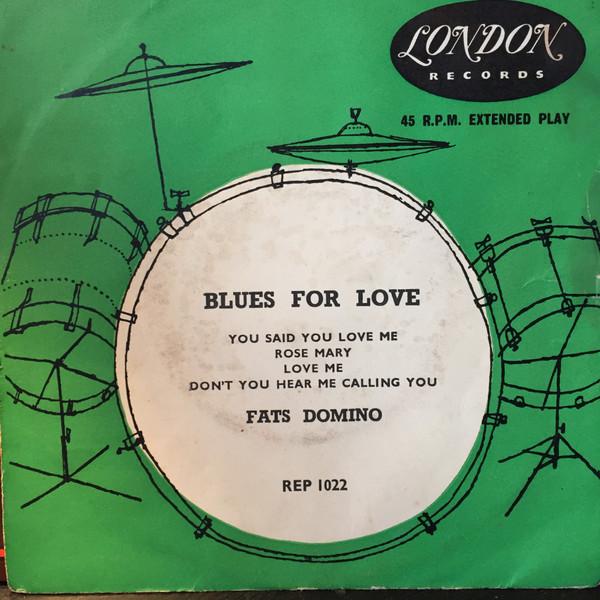 LONDON
RECORDS
45 R.P.M. EXTENDED PLAY
BLUES FOR LOVE
YOU SAID YOU LOVE ME
ROSE MARY
LOVE ME
DON'T YOU HEAR ME CALLING YOU
FATS DOMINO
REP 1022